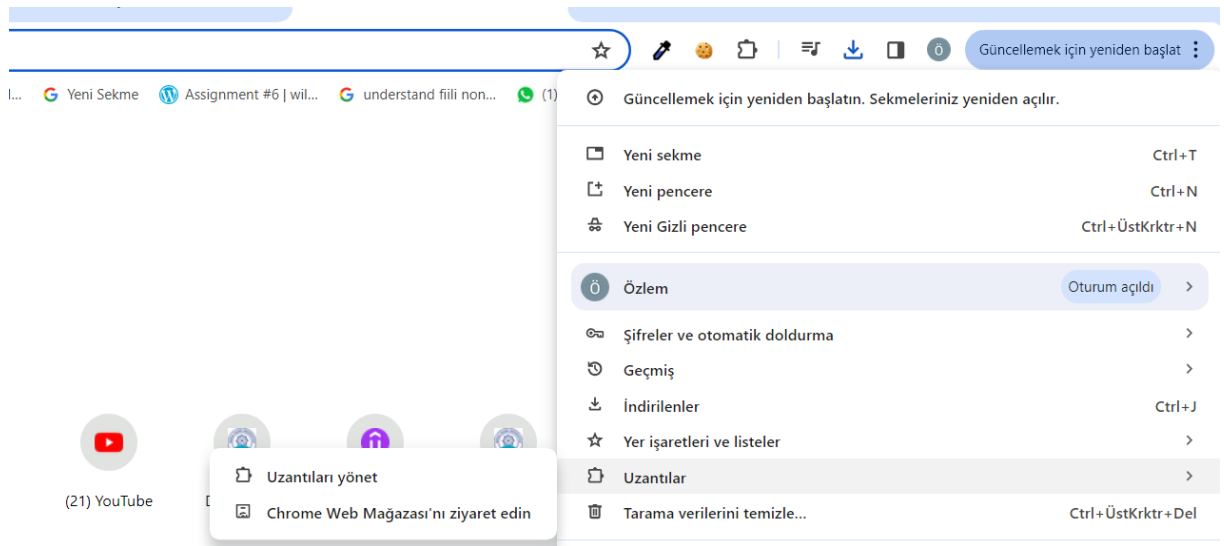 ö
Güncellemek için yeniden başlat
l...
Yeni Sekme
Assignment #6 | wil...
understand fiili non...
(1)
Güncellemek için yeniden başlatın. Sekmeleriniz yeniden açılır.
Yeni sekme Ctrl+T
Yeni pencere Ctrl+N
Yeni Gizli pencere Ctrl+ÜstKrktr+N
Ö Özlem Oturum açıldı
Şifreler ve otomatik doldurma
Geçmiş
İndirilenler Ctrl+J
Yer işaretleri ve listeler
Uzantılar
Tarama verilerini temizle... Ctrl+ÜstKrktr+Del
Uzantıları yönet
Chrome Web Mağazası'nı ziyaret edin
(21) YouTube